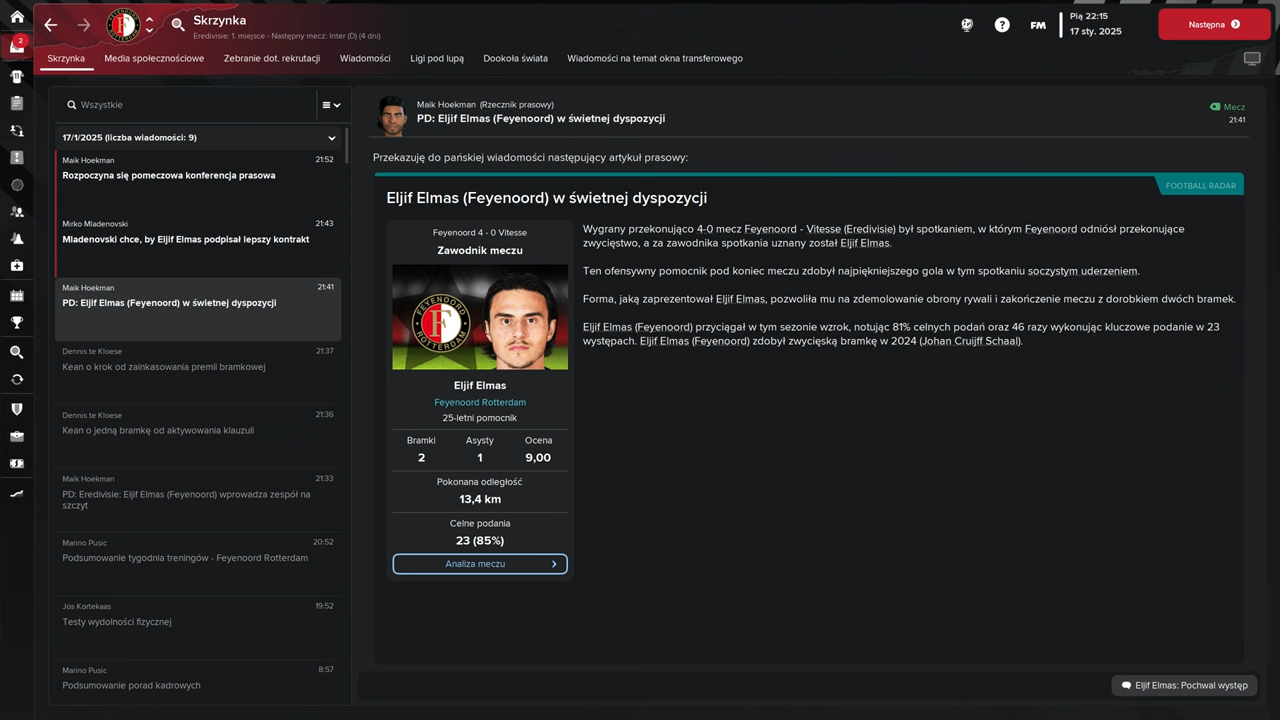 2
Skrzynka
Eredivisie: 1. miejsce - Następny mecz: Inter (D) (4 dni)
FM
Pią 22:15
17 sty. 2025
Następna
Skrzynka
Media społecznościowe
Zebranie dot. rekrutacji
Wiadomości
Ligi pod lupą
Dookoła świata
Wiadomości na temat okna transferowego
Wszystkie
17/1/2025 (liczba wiadomości: 9)
Maik Hoekman 21:52
Rozpoczyna się pomeczowa konferencja prasowa
Mirko Mladenovski 21:43
Mladenovski chce, by Eljif Elmas podpisał lepszy kontrakt
Maik Hoekman 21:41
PD: Eljif Elmas (Feyenoord) w świetnej dyspozycji
Dennis te Kloese 21:37
Kean o krok od zainkasowania premii bramkowej
Dennis te Kloese 21:36
Kean o jedną bramkę od aktywowania klauzuli
Maik Hoekman 21:33
PD: Eredivisie: Eljif Elmas (Feyenoord) wprowadza zespół na
szczyt
Marino Pusic 20:52
Podsumowanie tygodnia treningów - Feyenoord Rotterdam
Jos Kortekaas 19:52
Testy wydolności fizycznej
Marino Pusic 8:57
Podsumowanie porad kadrowych
Maik Hoekman (Rzecznik prasowy)
PD: Eljif Elmas (Feyenoord) w świetnej dyspozycji
Mecz
21:41
Przekazuję do pańskiej wiadomości następujący artykuł prasowy:
FOOTBALL RADAR
Eljif Elmas (Feyenoord) w świetnej dyspozycji
Feyenoord 4 - 0 Vitesse
Zawodnik meczu
FEYENOORD
ROTTERDAM
Eljif Elmas
Feyenoord Rotterdam
25-letni pomocnik
Bramki Asysty Ocena
2 1 9,00
Pokonana odległość
13,4 km
Celne podania
23 (85%)
Analiza meczu
Wygrany przekonująco 4-0 mecz Feyenoord - Vitesse (Eredivisie) był spotkaniem, w którym Feyenoord odniósł przekonujące
zwycięstwo, a za zawodnika spotkania uznany został Eljif Elmas.
Ten ofensywny pomocnik pod koniec meczu zdobył najpiękniejszego gola w tym spotkaniu soczystym uderzeniem.
Forma, jaką zaprezentował Eljif Elmas, pozwoliła mu na zdemolowanie obrony rywali i zakończenie meczu z dorobkiem dwóch bramek.
Eljif Elmas (Feyenoord) przyciągał w tym sezonie wzrok, notując 81% celnych podań oraz 46 razy wykonując kluczowe podanie w 23
występach. Eljif Elmas (Feyenoord) zdobył zwycięską bramkę w 2024 (Johan Cruijff Schaal).
Eljif Elmas: Pochwal występ